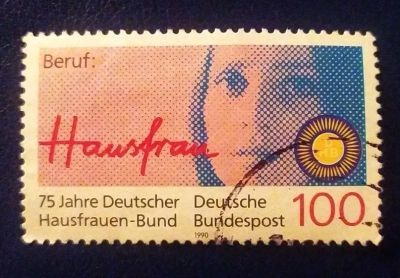 Beruf:
Hausfrau
75 Jahre Deutscher
Hausfrauen-Bund
Deutsche
Bundespost
100
1990